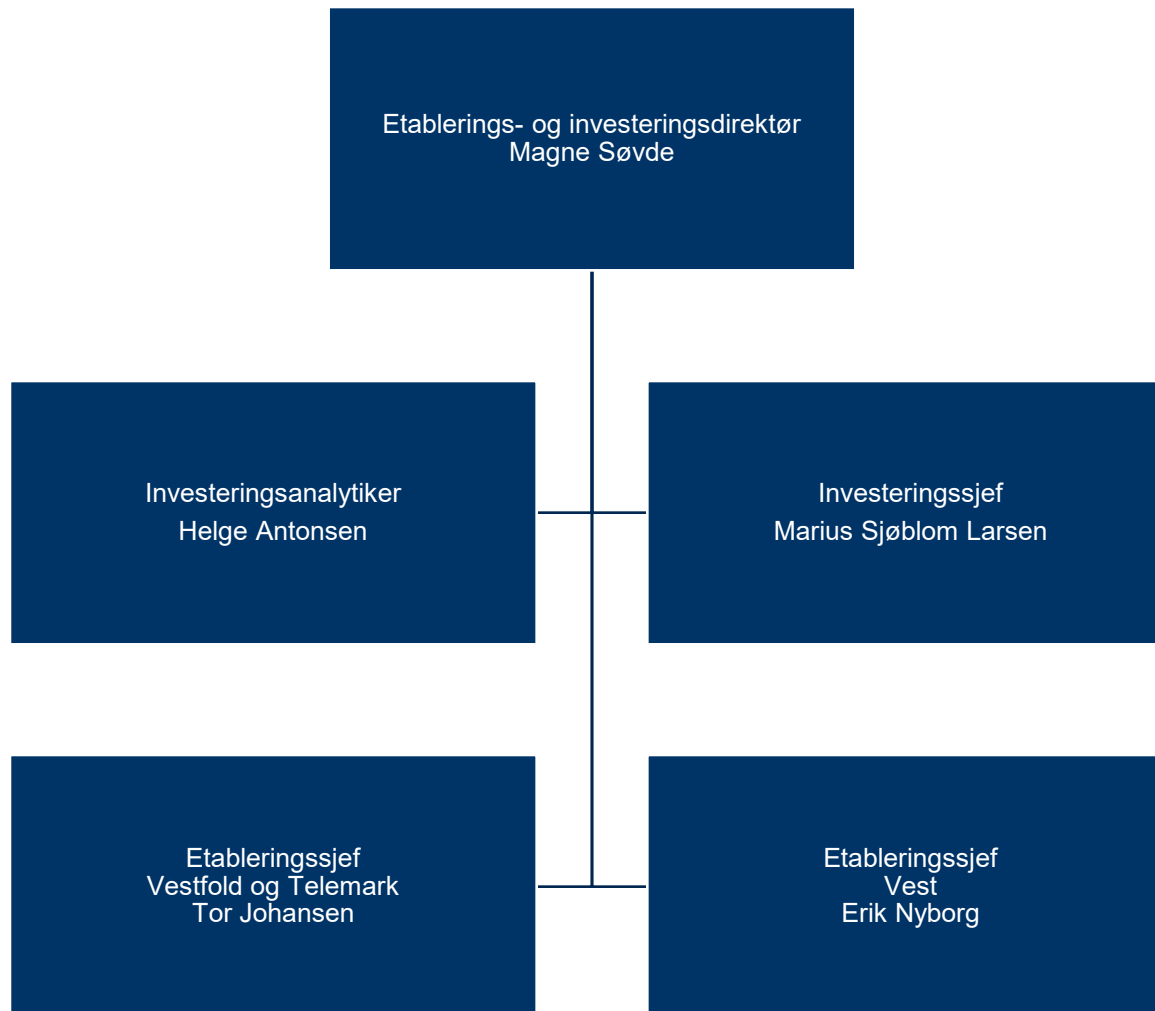 Etablerings- og investeringsdirektør
Magne Søvde
Investeringsanalytiker
Helge Antonsen
Investeringssjef
Marius Sjøblom Larsen
Etableringssjef
Vestfold og Telemark
Tor Johansen
Etableringssjef
Vest
Erik Nyborg